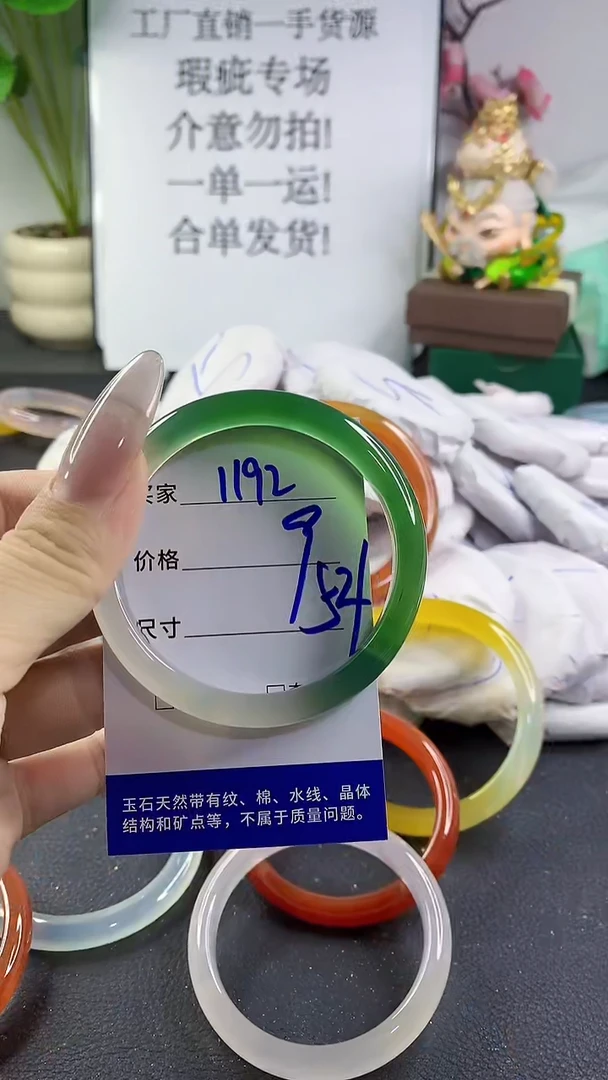 工厂直销一手货源
瑕疵专场
介意勿拍!
一单一运!
合单发货!
买家 1192
价格
尺寸 54
玉石天然带有纹、棉、水线、晶体
结构和矿点等，不属于质量问题。